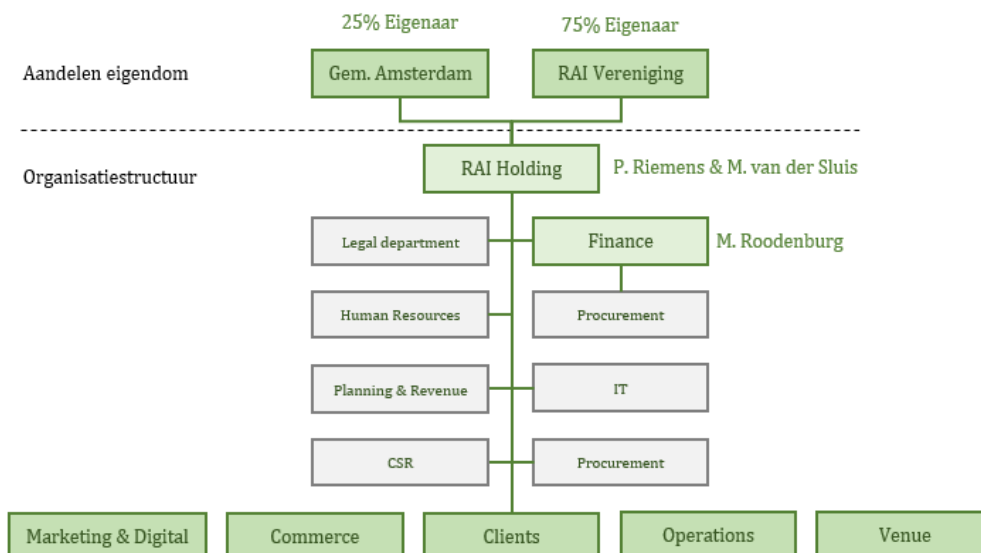 25% Eigenaar
75% Eigenaar
Aandelen eigendom
Gem. Amsterdam
RAI Vereniging
Organisatiestructuur
RAI Holding
P. Riemens & M. van der Sluis
Legal department
Finance
M. Roodenburg
Human Resources
Procurement
Planning & Revenue
IT
CSR
Procurement
Marketing & Digital
Commerce
Clients
Operations
Venue